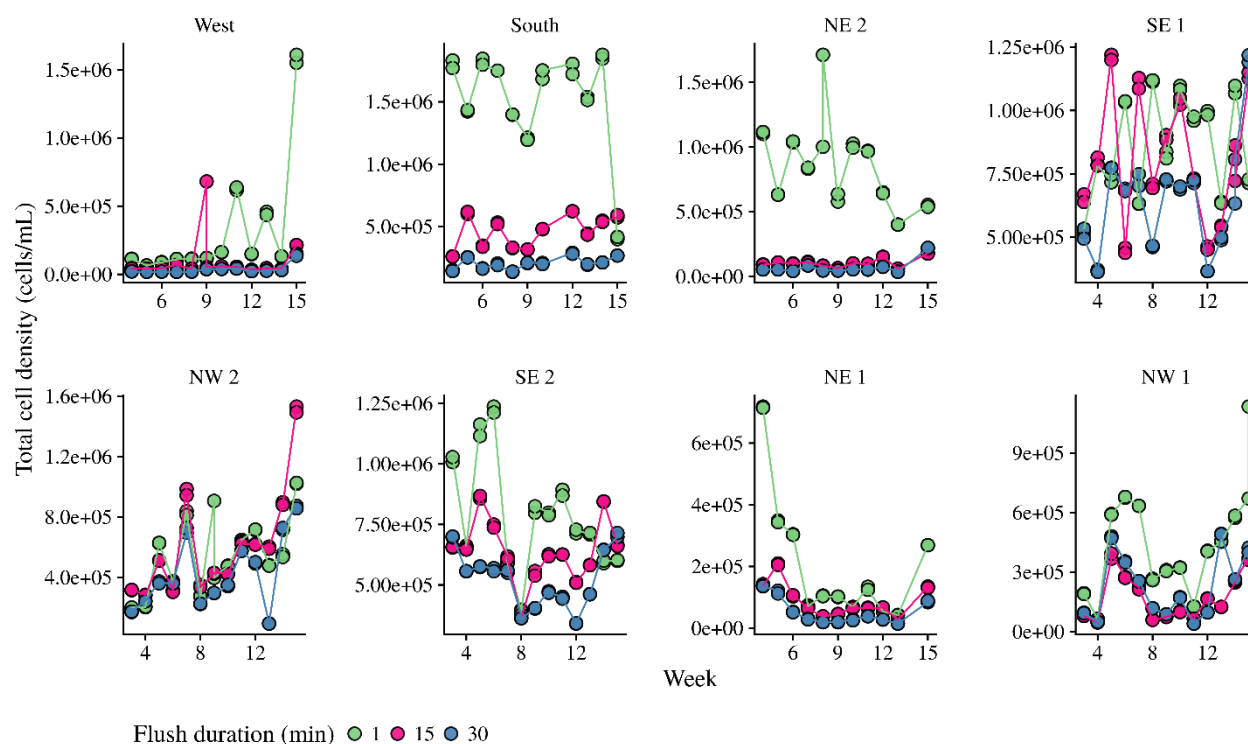 West South NE 2 SE 1
1.5e+06
1.0e+06
5.0e+05
0.0e+00
6 9 12 15
1.5e+06
1.0e+06
5.0e+05
6 9 12 15
1.5e+06
1.0e+06
5.0e+05
0.0e+00
6 9 12 15
1.25e+06
1.00e+06
7.50e+05
5.00e+05
4 8 12
Total cell density (cells/mL)
NW 2 SE 2 NE 1 NW 1
1.6e+06
1.2e+06
8.0e+05
4.0e+05
4 8 12
1.25e+06
1.00e+06
7.50e+05
5.00e+05
4 8 12
6e+05
4e+05
2e+05
0e+00
6 9 12 15
9e+05
6e+05
3e+05
0e+00
4 8 12
Week
Flush duration (min) 1 15 30